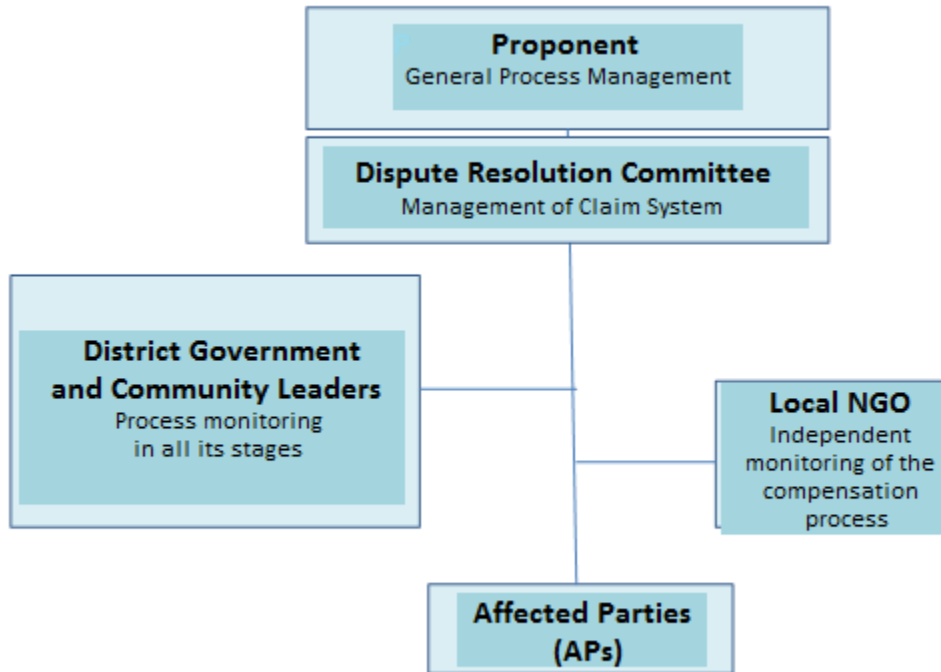 Proponent
General Process Management
Dispute Resolution Committee
Management of Claim System
District Government
and Community Leaders
Process monitoring
in all its stages
Local NGO
Independent
monitoring of the
compensation
process
Affected Parties
(APs)